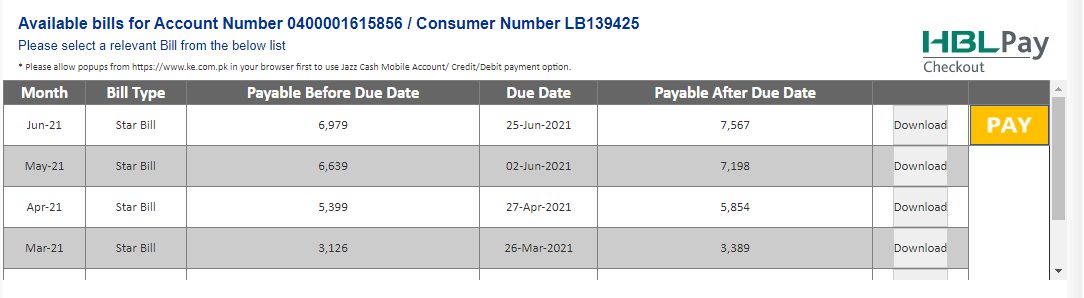 Available bills for Account Number 0400001615856 / Consumer Number LB139425
Please select a relevant Bill from the below list
* Please allow popups from https://www.ke.com.pk in your browser first to use Jazz Cash Mobile Account/ Credit/Debit payment option.
HBLPay
Checkout
Month Bill Type Payable Before Due Date Due Date Payable After Due Date
Jun-21 Star Bill 6,979 25-Jun-2021 7,567 Download PAY
May-21 Star Bill 6,639 02-Jun-2021 7,198 Download
Apr-21 Star Bill 5,399 27-Apr-2021 5,854 Download
Mar-21 Star Bill 3,126 26-Mar-2021 3,389 Download